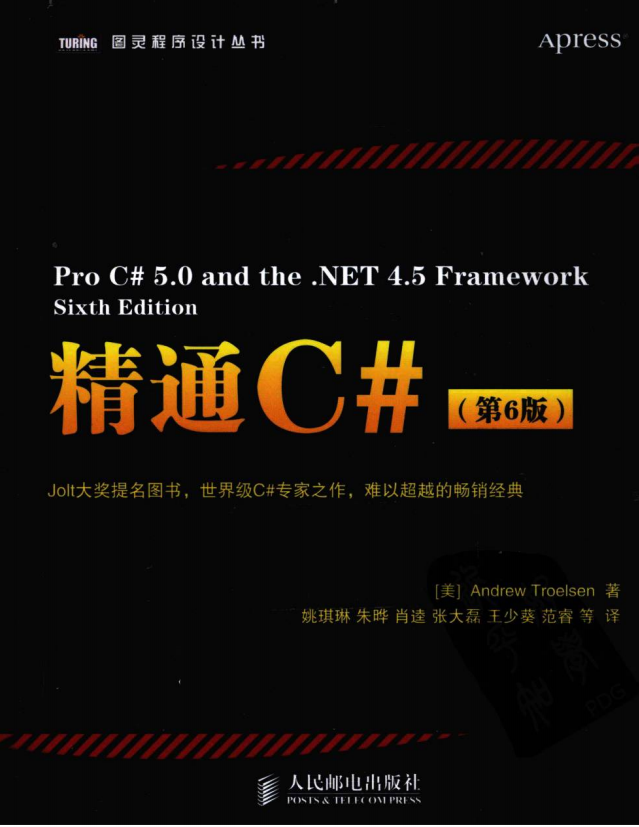 TURING 图灵程序设计丛书
Apress®
Pro C# 5.0 and the .NET 4.5 Framework
Sixth Edition
精通C#
(第6版)
Jolt大奖提名图书，世界级C#专家之作，难以超越的畅销经典
[美] Andrew Troelsen 著
姚琪琳 朱晔 肖逵 张大磊 王少葵 范睿 等 译
PDG
人民邮电出版社
POSTS & TELECOM PRESS